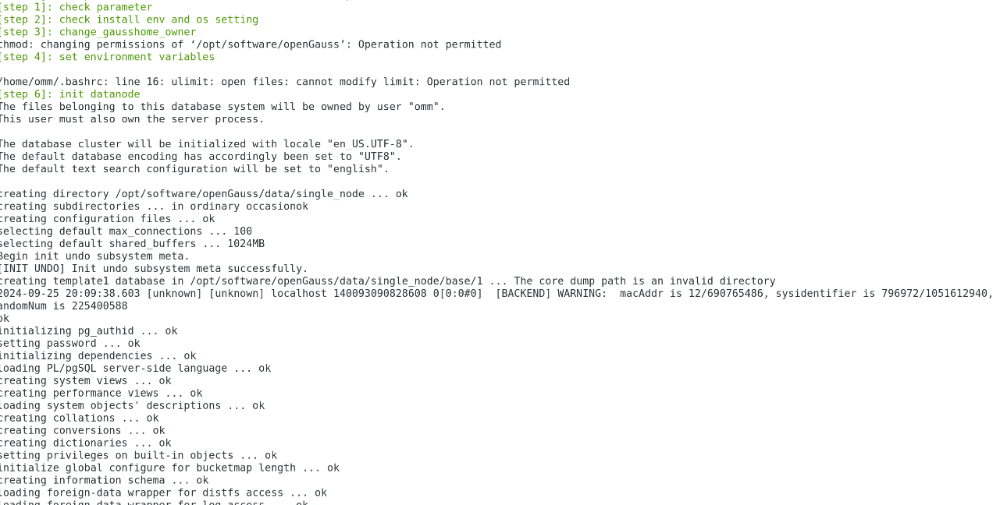 [step 1]: check parameter
[step 2]: check install env and os setting
[step 3]: change_gausshome_owner
chmod: changing permissions of ‘/opt/software/openGauss’: Operation not permitted
[step 4]: set environment variables
/home/omm/.bashrc: line 16: ulimit: open files: cannot modify limit: Operation not permitted
[step 6]: init datanode
The files belonging to this database system will be owned by user "omm".
This user must also own the server process.
The database cluster will be initialized with locale "en_US.UTF-8".
The default database encoding has accordingly been set to "UTF8".
The default text search configuration will be set to "english".
creating directory /opt/software/openGauss/data/single_node ... ok
creating subdirectories ... in ordinary occasionok
creating configuration files ... ok
selecting default max_connections ... 100
selecting default shared_buffers ... 1024MB
Begin init undo subsystem meta.
[INIT UNDO] Init undo subsystem meta successfully.
creating template1 database in /opt/software/openGauss/data/single_node/base/1 ... The core dump path is an invalid directory
2024-09-25 20:09:38.603 [unknown] [unknown] localhost 140093090828608 0[0:0#0]  [BACKEND] WARNING:  macAddr is 12/690765486, sysidentifier is 796972/1051612940,
andomNum is 225400588
ok
initializing pg_authid ... ok
setting password ... ok
initializing dependencies ... ok
loading PL/pgSQL server-side language ... ok
creating system views ... ok
creating performance views ... ok
loading system objects' descriptions ... ok
creating collations ... ok
creating conversions ... ok
creating dictionaries ... ok
setting privileges on built-in objects ... ok
initialize global configure for bucketmap length ... ok
creating information schema ... ok
loading foreign-data wrapper for distfs access ... ok
loading foreign-data wrapper for log access ... ok